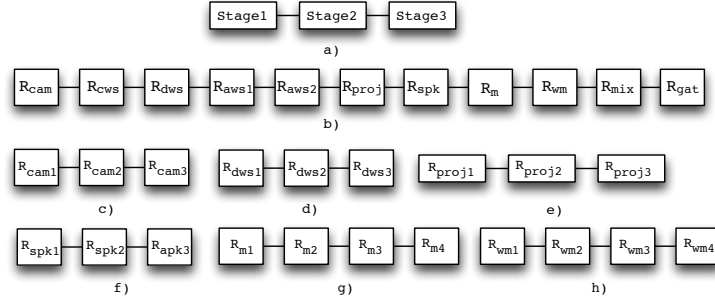 Stage1 Stage2 Stage3
a)
Rcam Rcws Rdws Raws1 Raws2 Rproj Rspk Rm Rwm Rmix Rgat
b)
Rcam1 Rcam2 Rcam3
c)
Rdws1 Rdws2 Rdws3
d)
Rproj1 Rproj2 Rproj3
e)
Rspk1 Rspk2 Rapk3
f)
Rm1 Rm2 Rm3 Rm4
g)
Rwm1 Rwm2 Rwm3 Rwm4
h)